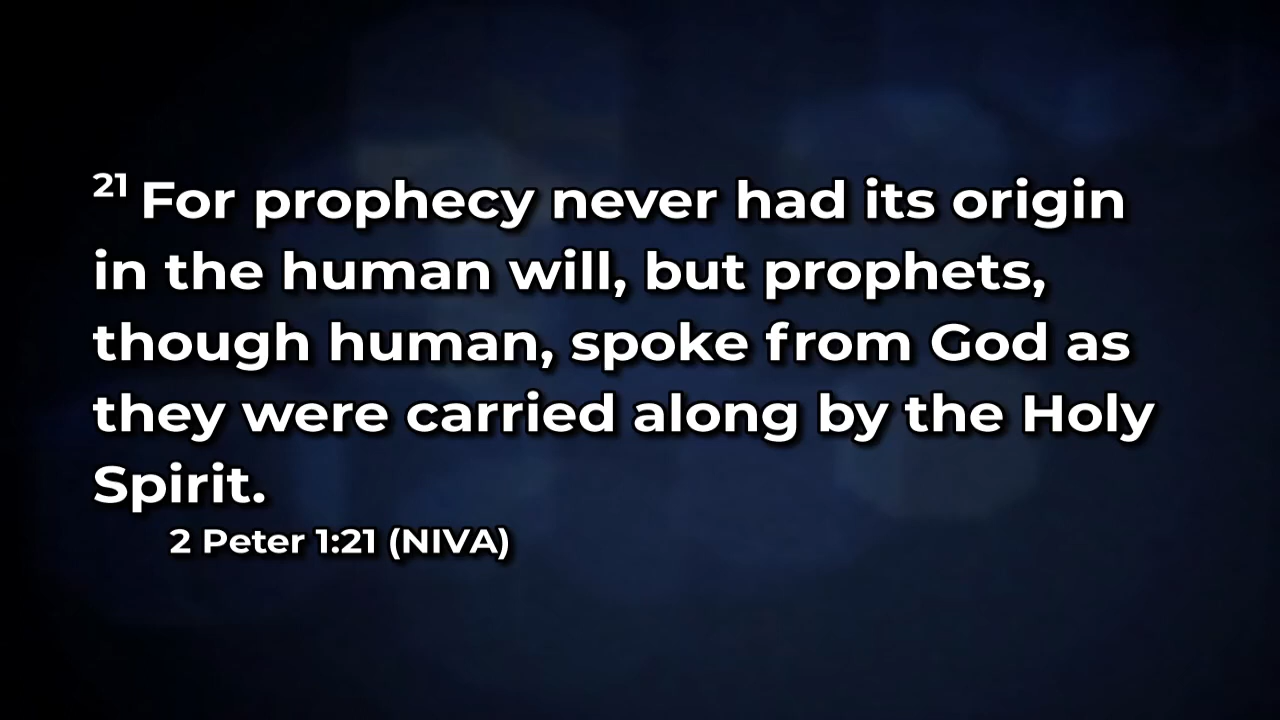 21 For prophecy never had its origin
in the human will, but prophets,
though human, spoke from God as
they were carried along by the Holy
Spirit.
2 Peter 1:21 (NIVA)